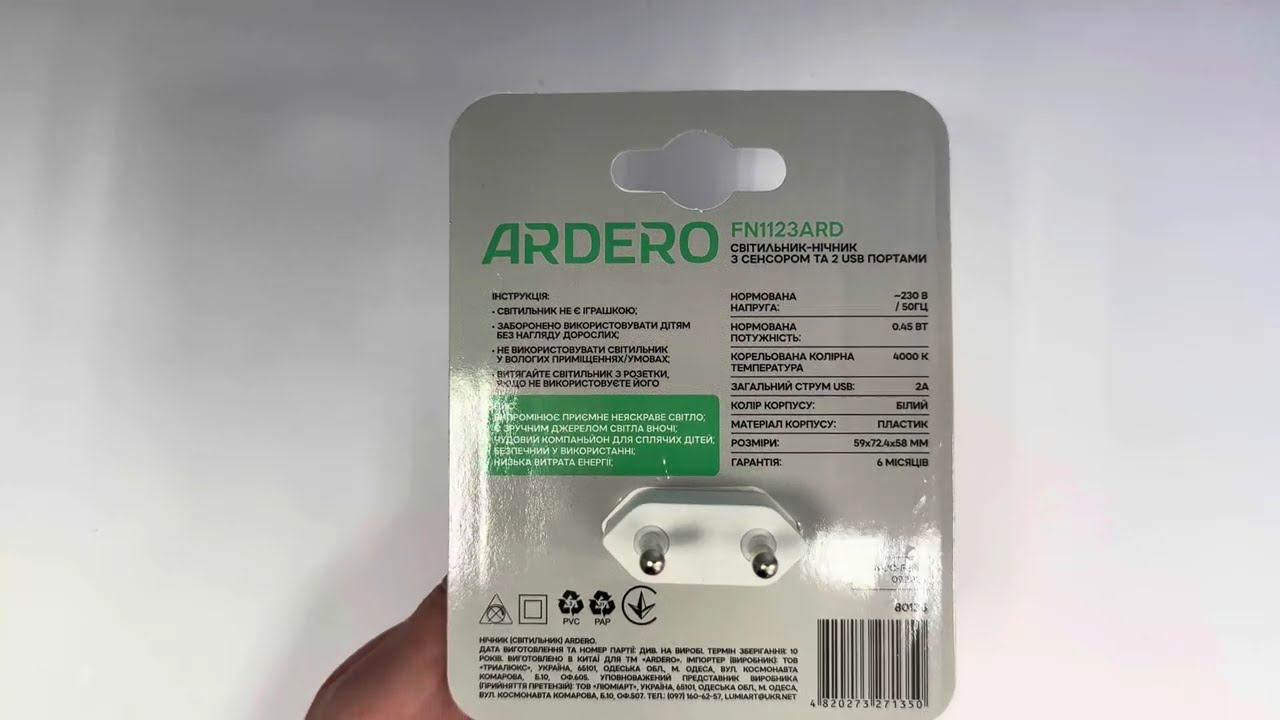 ARDERO
FN1123ARD
СВІТИЛЬНИК-НІЧНИК
З СЕНСОРОМ ТА 2 USB ПОРТАМИ
ІНСТРУКЦІЯ:
• СВІТИЛЬНИК НЕ Є ІГРАШКОЮ;
• ЗАБОРОНЕНО ВИКОРИСТОВУВАТИ ДІТЯМ
БЕЗ НАГЛЯДУ ДОРОСЛИХ;
• НЕ ВИКОРИСТОВУВАТИ СВІТИЛЬНИК
У ВОЛОГИХ ПРИМІЩЕННЯХ/УМОВАХ;
• ВИТЯГАЙТЕ СВІТИЛЬНИК З РОЗЕТКИ,
ЯКЩО НЕ ВИКОРИСТОВУЄТЕ ЙОГО
ВИПРОМІНЮЄ ПРИЄМНЕ НЕЯСКРАВЕ СВІТЛО;
Є ЗРУЧНИМ ДЖЕРЕЛОМ СВІТЛА ВНОЧІ;
ЧУДОВИЙ КОМПАНЬЙОН ДЛЯ СПЛЯЧИХ ДІТЕЙ;
БЕЗПЕЧНИЙ У ВИКОРИСТАННІ;
НИЗЬКА ВИТРАТА ЕНЕРГІЇ;
НОРМОВАНА ~230 В
НАПРУГА: / 50ГЦ
НОРМОВАНА 0.45 ВТ
ПОТУЖНІСТЬ:
КОРЕЛЬОВАНА КОЛІРНА 4000 К
ТЕМПЕРАТУРА
ЗАГАЛЬНИЙ СТРУМ USB: 2А
КОЛІР КОРПУСУ: БІЛИЙ
МАТЕРІАЛ КОРПУСУ: ПЛАСТИК
РОЗМІРИ: 59x72.4x58 ММ
ГАРАНТІЯ: 6 МІСЯЦІВ
PVC PAP
НІЧНИК (СВІТИЛЬНИК) ARDERO.
ДАТА ВИГОТОВЛЕННЯ ТА НОМЕР ПАРТІЇ: ДИВ. НА ВИРОБІ. ТЕРМІН ЗБЕРІГАННЯ: 10
РОКІВ. ВИГОТОВЛЕНО В КИТАЇ ДЛЯ ТМ «ARDERO». ІМПОРТЕР (ВИРОБНИК): ТОВ
«ТРИАЛЮКС», УКРАЇНА, 65101, ОДЕСЬКА ОБЛ., М. ОДЕСА, ВУЛ. КОСМОНАВТА
КОМАРОВА, Б.10, ОФ.605. УПОВНОВАЖЕНИЙ ПРЕДСТАВНИК ВИРОБНИКА
(ПРИЙНЯТТЯ ПРЕТЕНЗІЙ): ТОВ «ЛЮМІАРТ», УКРАЇНА, 65101, ОДЕСЬКА ОБЛ., М. ОДЕСА,
ВУЛ. КОСМОНАВТА КОМАРОВА, Б.10, ОФ.507. ТЕЛ.: (097) 160-62-57, LUMIART@UKR.NET
4 820273 271350